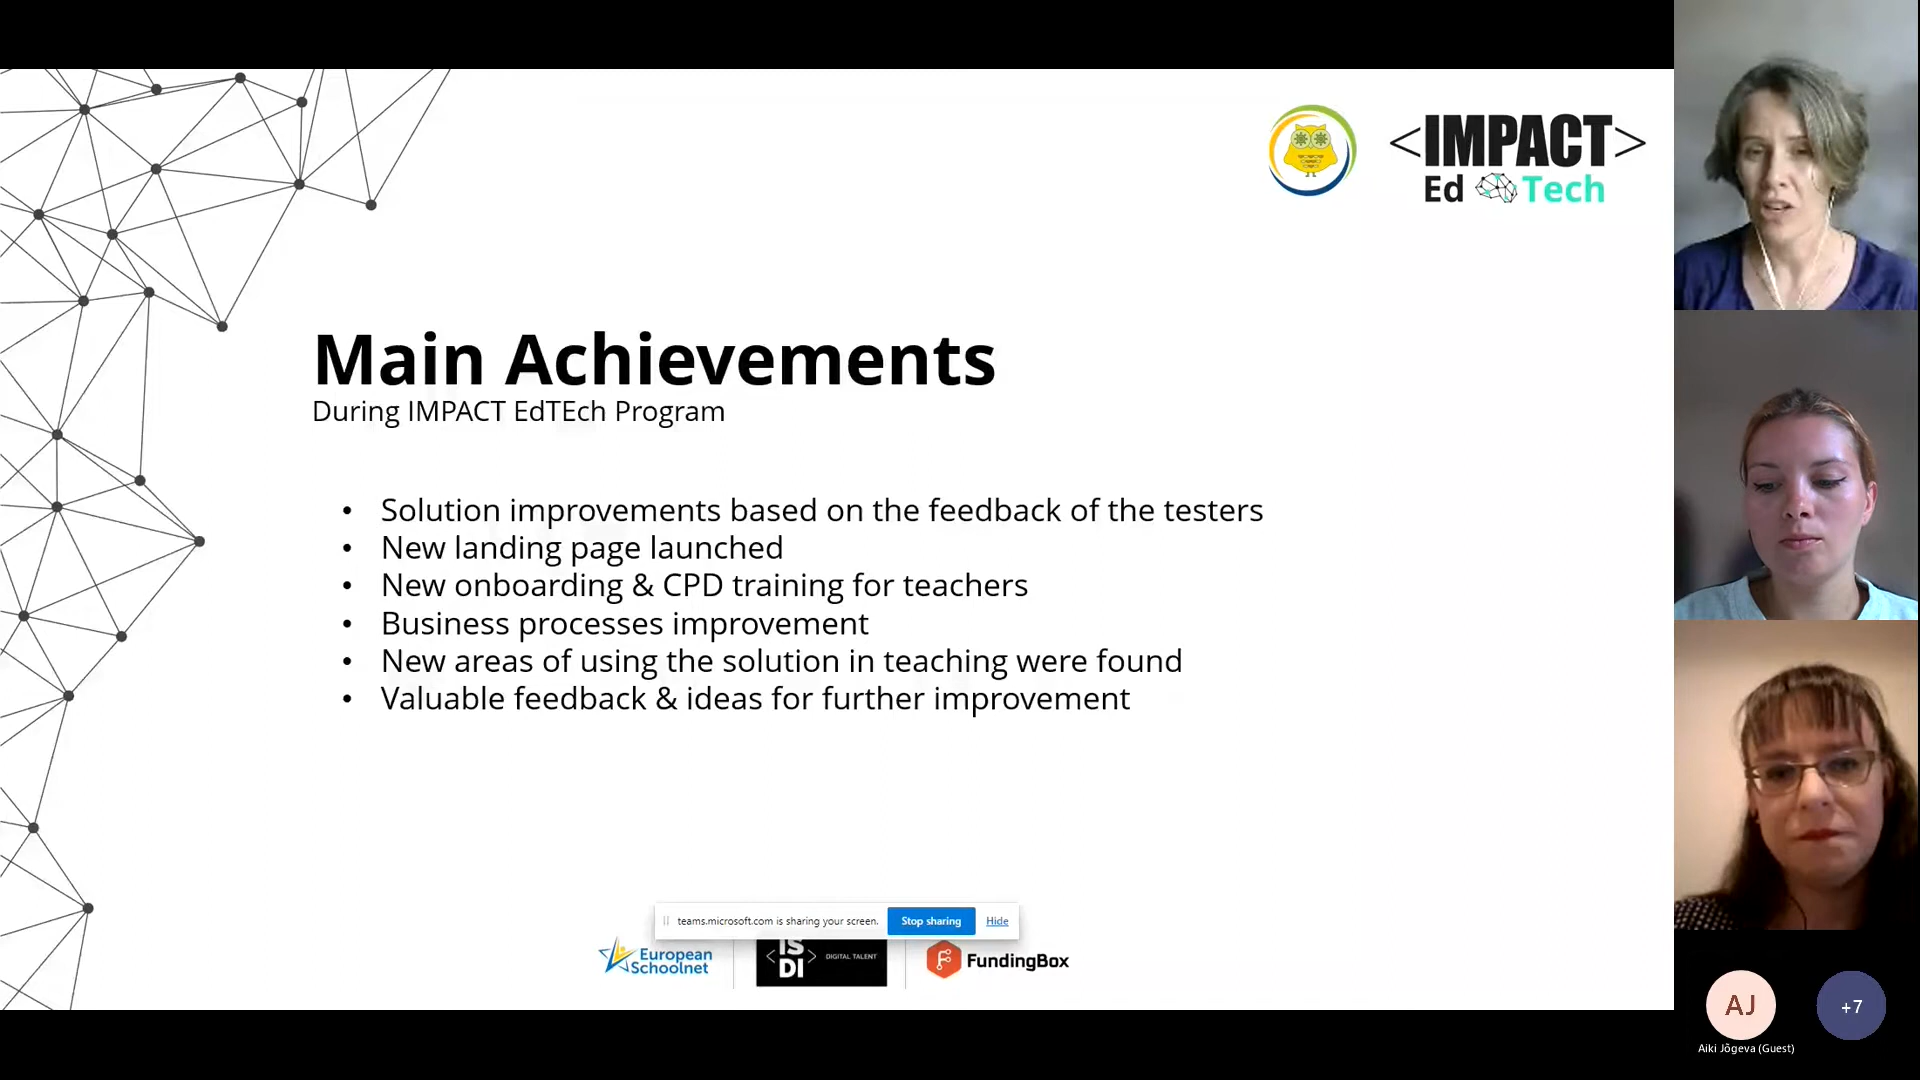 <IMPACT>
Ed Tech
Main Achievements
During IMPACT EdTEch Program
• Solution improvements based on the feedback of the testers
• New landing page launched
• New onboarding & CPD training for teachers
• Business processes improvement
• New areas of using the solution in teaching were found
• Valuable feedback & ideas for further improvement
teams.microsoft.com is sharing your screen.
Stop sharing
Hide
European
Schoolnet
<IS
DI>
DIGITAL TALENT
FundingBox
AJ
+7
Aiki Jõgeva (Guest)